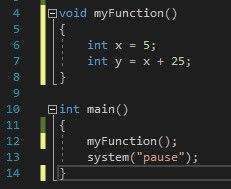 4 void myFunction()
5 {
6 int x = 5;
7 int y = x + 25;
8 }
9
10 int main()
11 {
12 myFunction();
13 system("pause");
14 }